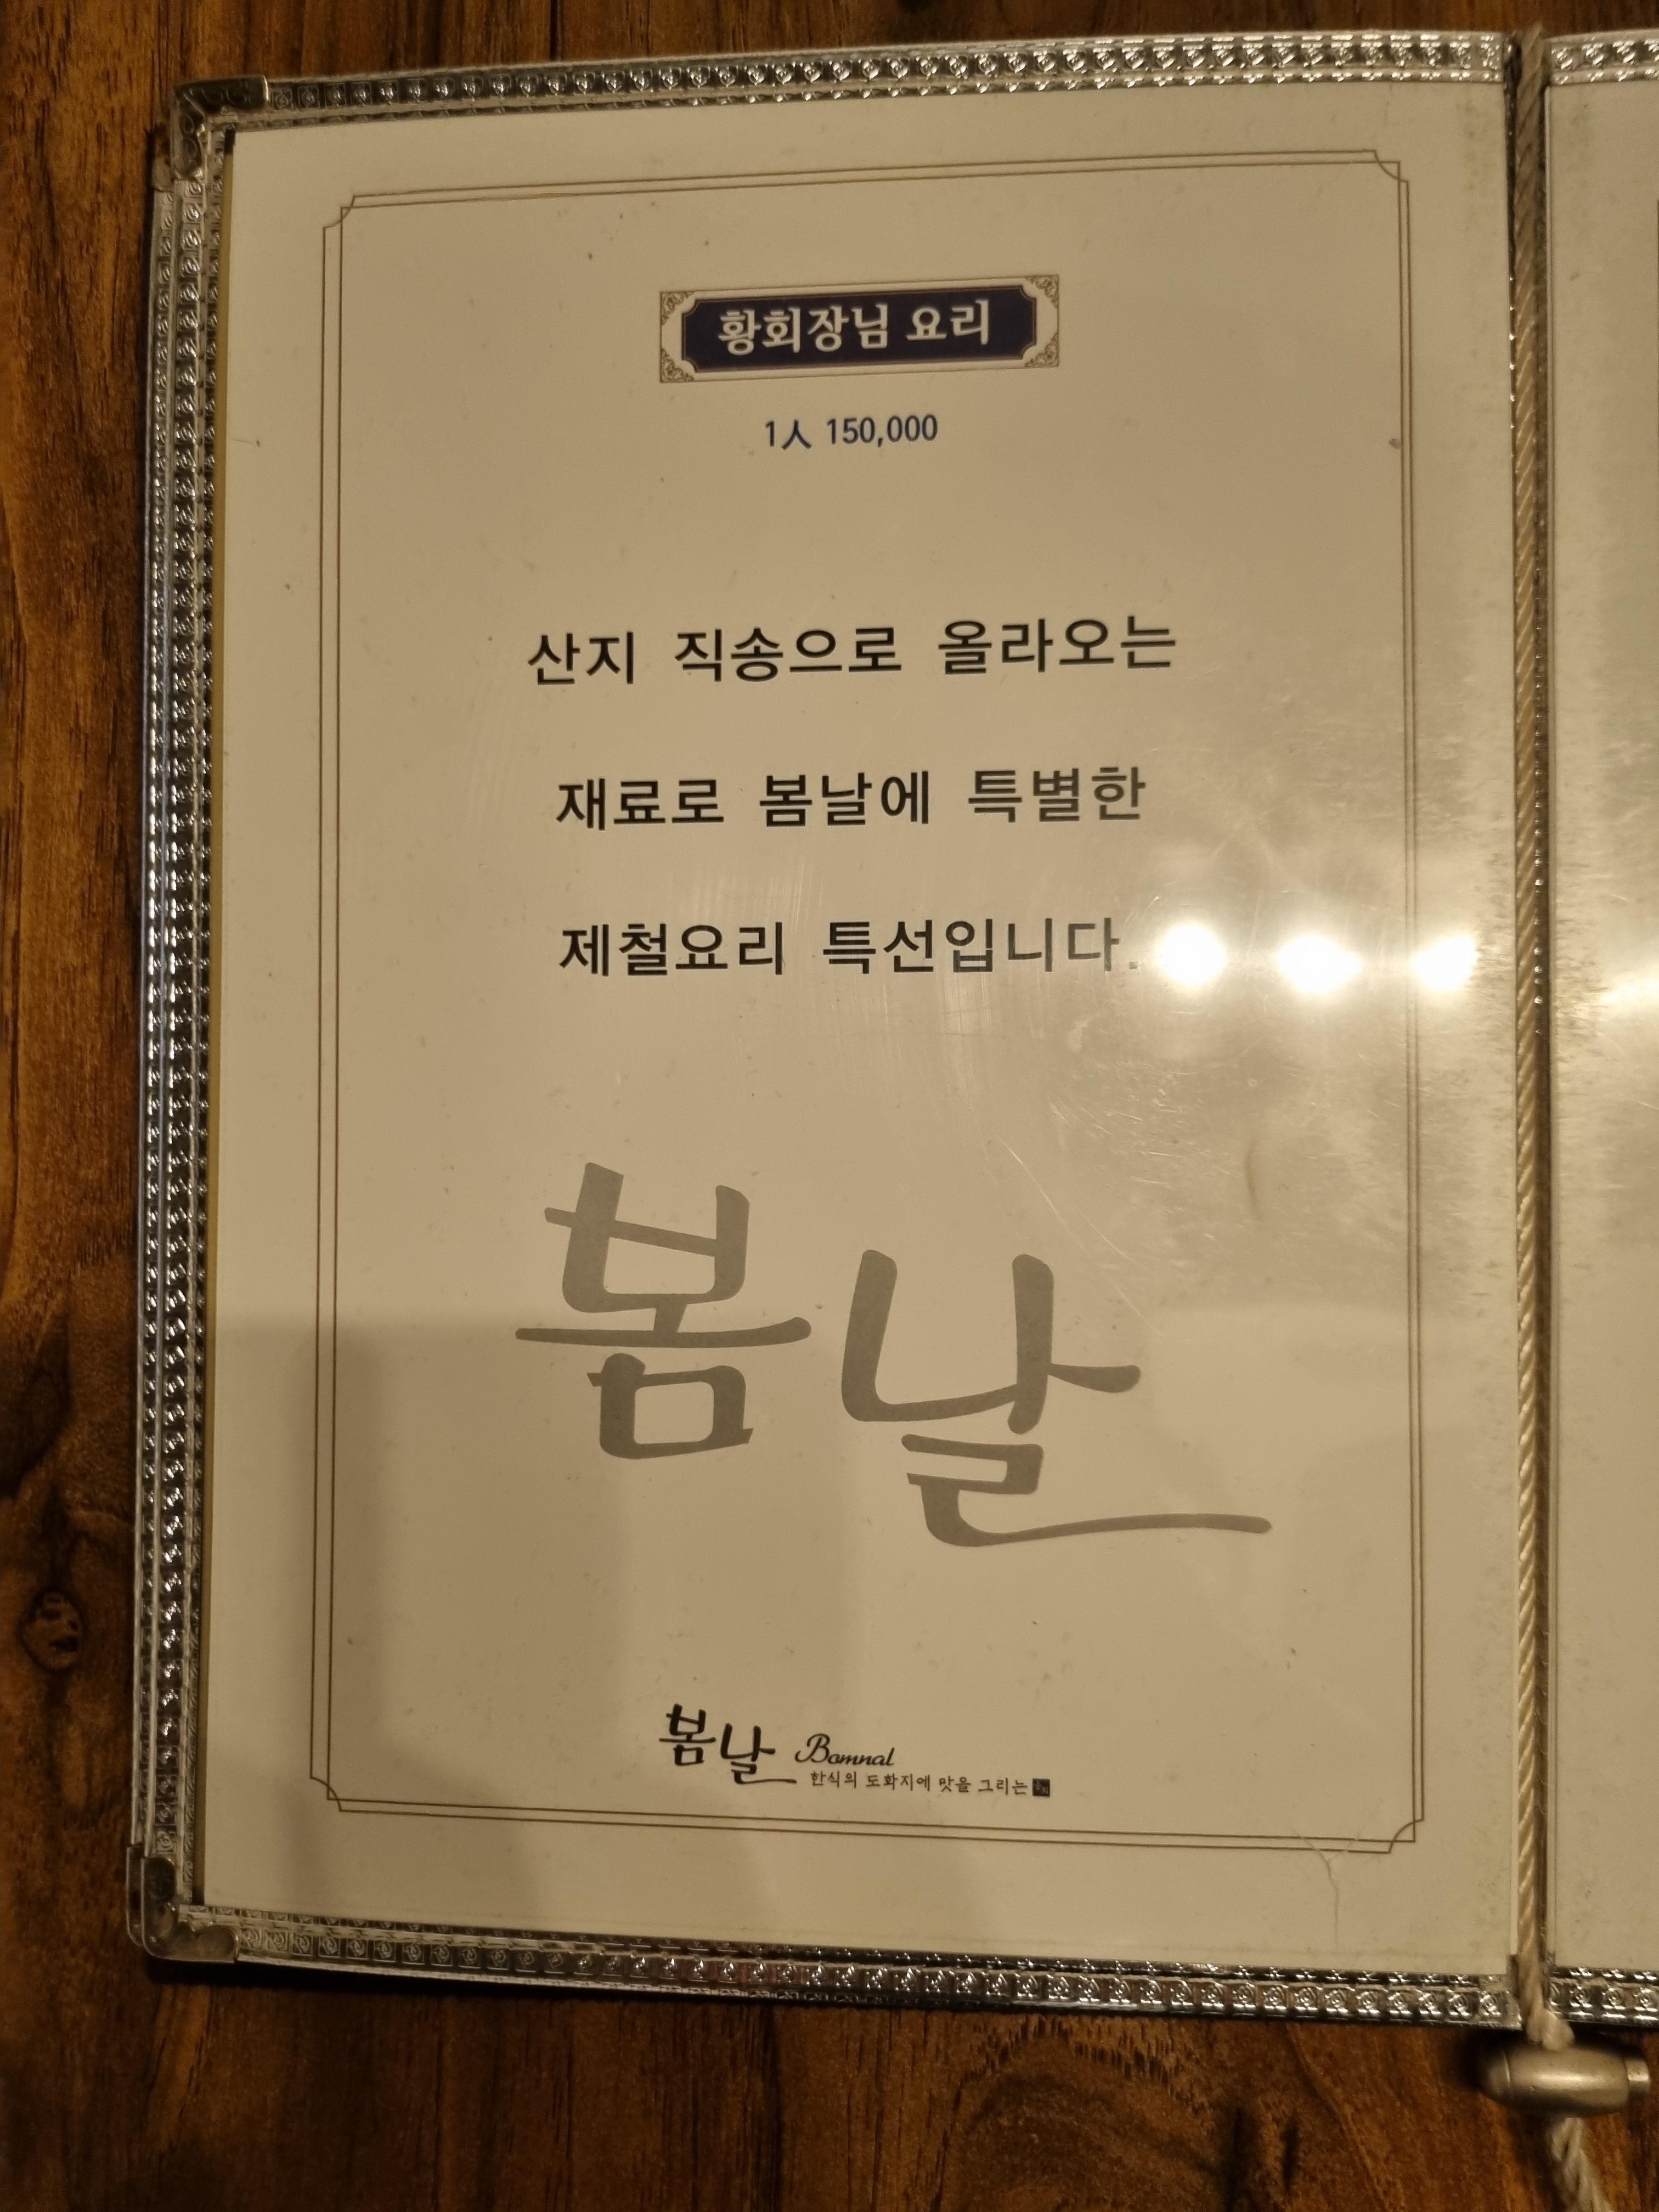 황회장님 요리
1人 150,000
산지 직송으로 올라오는
재료로 봄날에 특별한
제철요리 특선입니다.
봄날
봄날 Bomnal
한식의 도화지에 맛을 그리는